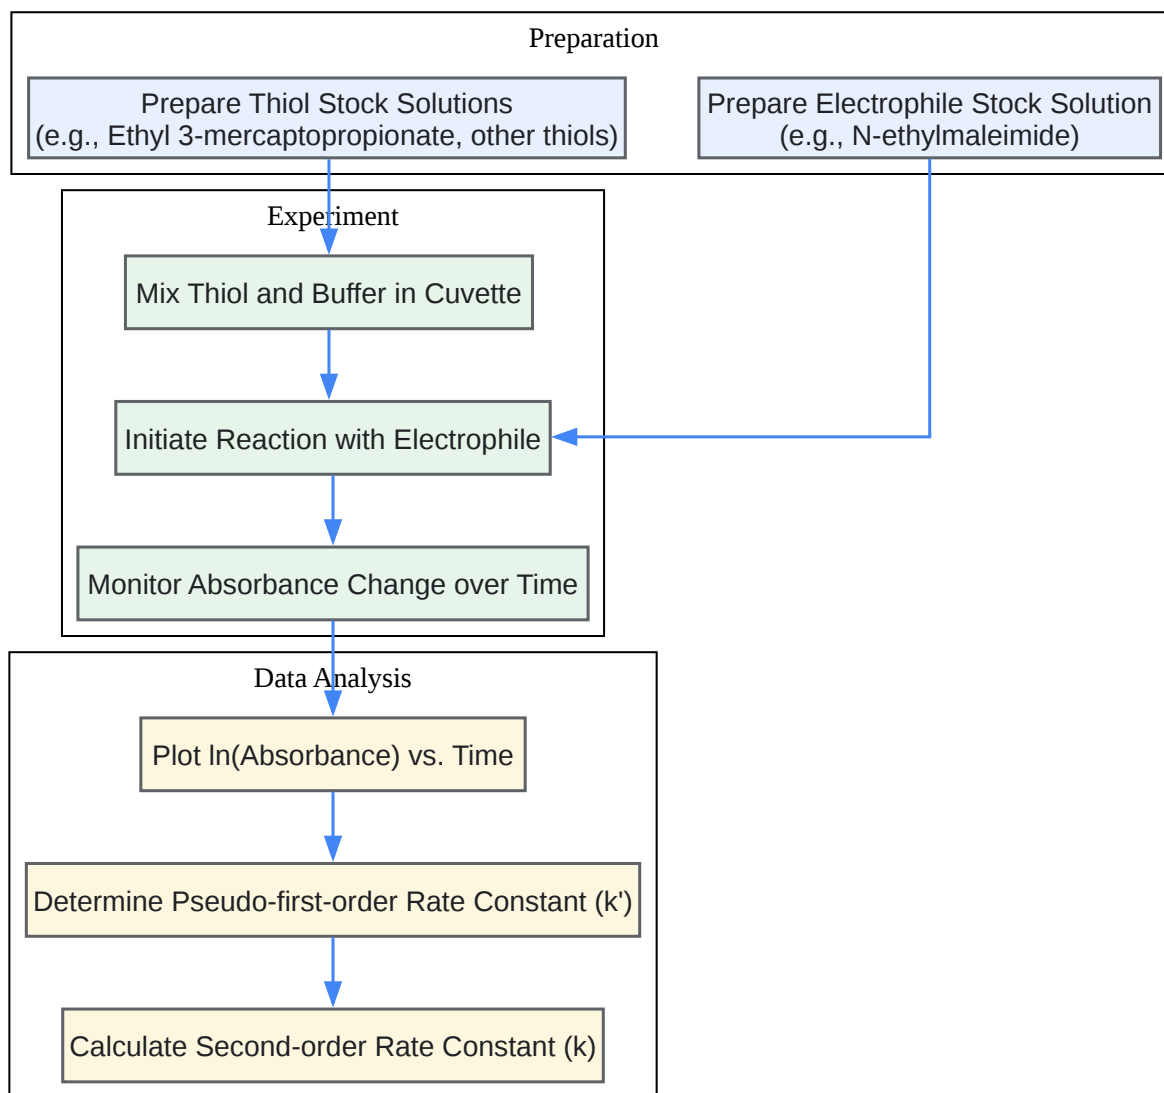 Preparation
Prepare Thiol Stock Solutions
(e.g., Ethyl 3-mercaptopropionate, other thiols)
Prepare Electrophile Stock Solution
(e.g., N-ethylmaleimide)
Experiment
Mix Thiol and Buffer in Cuvette
Initiate Reaction with Electrophile
Monitor Absorbance Change over Time
Data Analysis
Plot ln(Absorbance) vs. Time
Determine Pseudo-first-order Rate Constant (k')
Calculate Second-order Rate Constant (k)